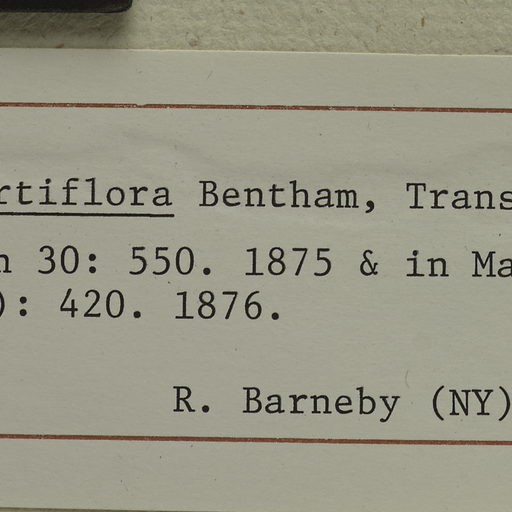 rtiflora Bentham, Trans
n 30: 550. 1875 & in Ma
): 420. 1876.
R. Barneby (NY)